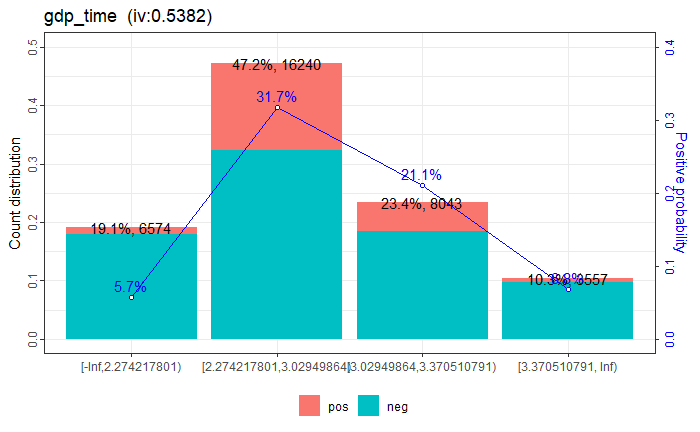 gdp_time (iv:0.5382)
Count distribution
0.5
0.4
0.3
0.2
0.1
0.0
Positive probability
0.4
0.3
0.2
0.1
0.0
19.1%, 6574
47.2%, 16240
23.4%, 8043
10.3%, 3557
5.7%
31.7%
21.1%
[-Inf,2.274217801)
[2.274217801,3.02949864)
[3.02949864,3.370510791)
[3.370510791, Inf)
pos
neg